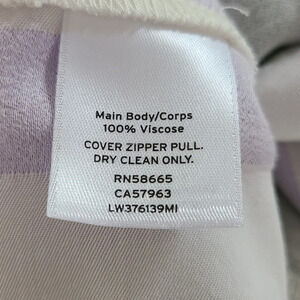 Main Body/Corps
100% Viscose
COVER ZIPPER PULL.
DRY CLEAN ONLY.
RN58665
CA57963
LW376139MI